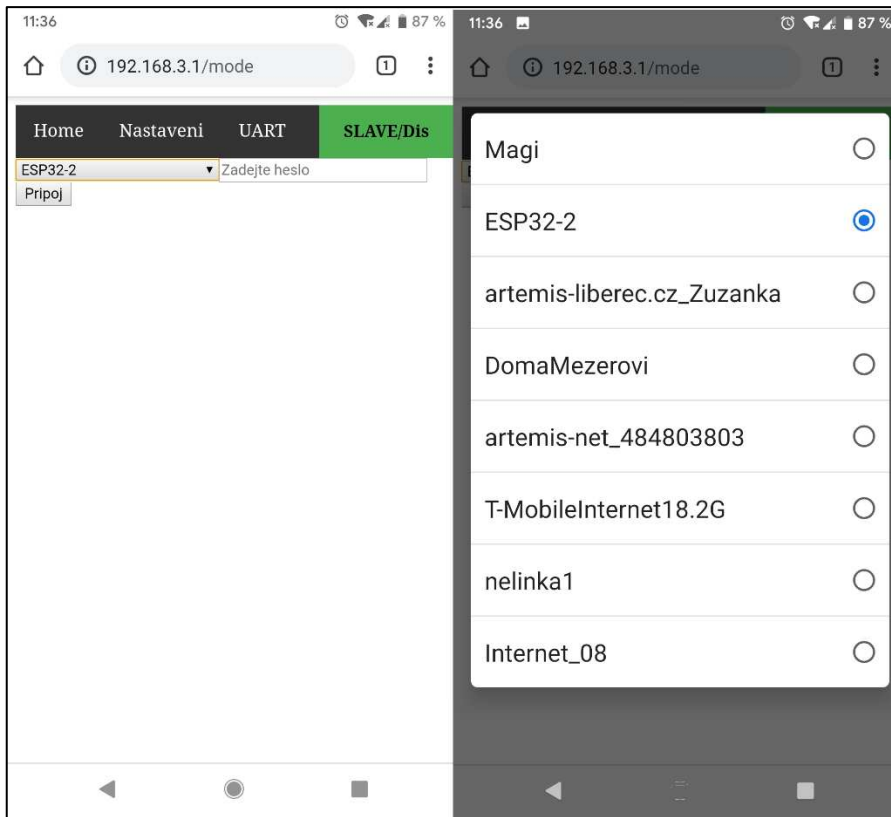 11:36 87 %
192.168.3.1/mode 1
Home Nastaveni UART SLAVE/Dis
ESP32-2 Zadejte heslo
Pripoj
11:36 87 %
192.168.3.1/mode 1
Magi
ESP32-2
artemis-liberec.cz_Zuzanka
DomaMezerovi
artemis-net_484803803
T-MobileInternet18.2G
nelinka1
Internet_08